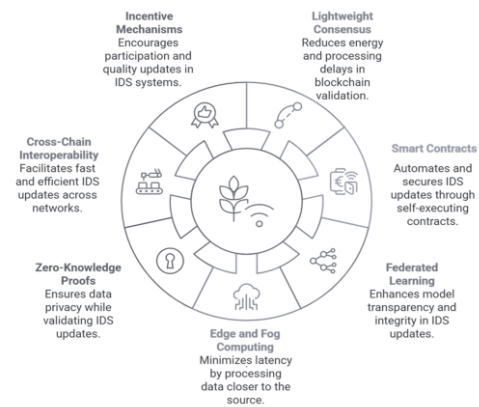 Incentive
Mechanisms
Encourages
participation and
quality updates in
IDS systems.
Lightweight
Consensus
Reduces energy
and processing
delays in
blockchain
validation.
Cross-Chain
Interoperability
Facilitates fast
and efficient IDS
updates across
networks.
Smart Contracts
Automates and
secures IDS
updates through
self-executing
contracts.
Zero-Knowledge
Proofs
Ensures data
privacy while
validating IDS
updates.
Federated
Learning
Enhances model
transparency and
integrity in IDS
updates.
Edge and Fog
Computing
Minimizes latency
by processing
data closer to the
source.